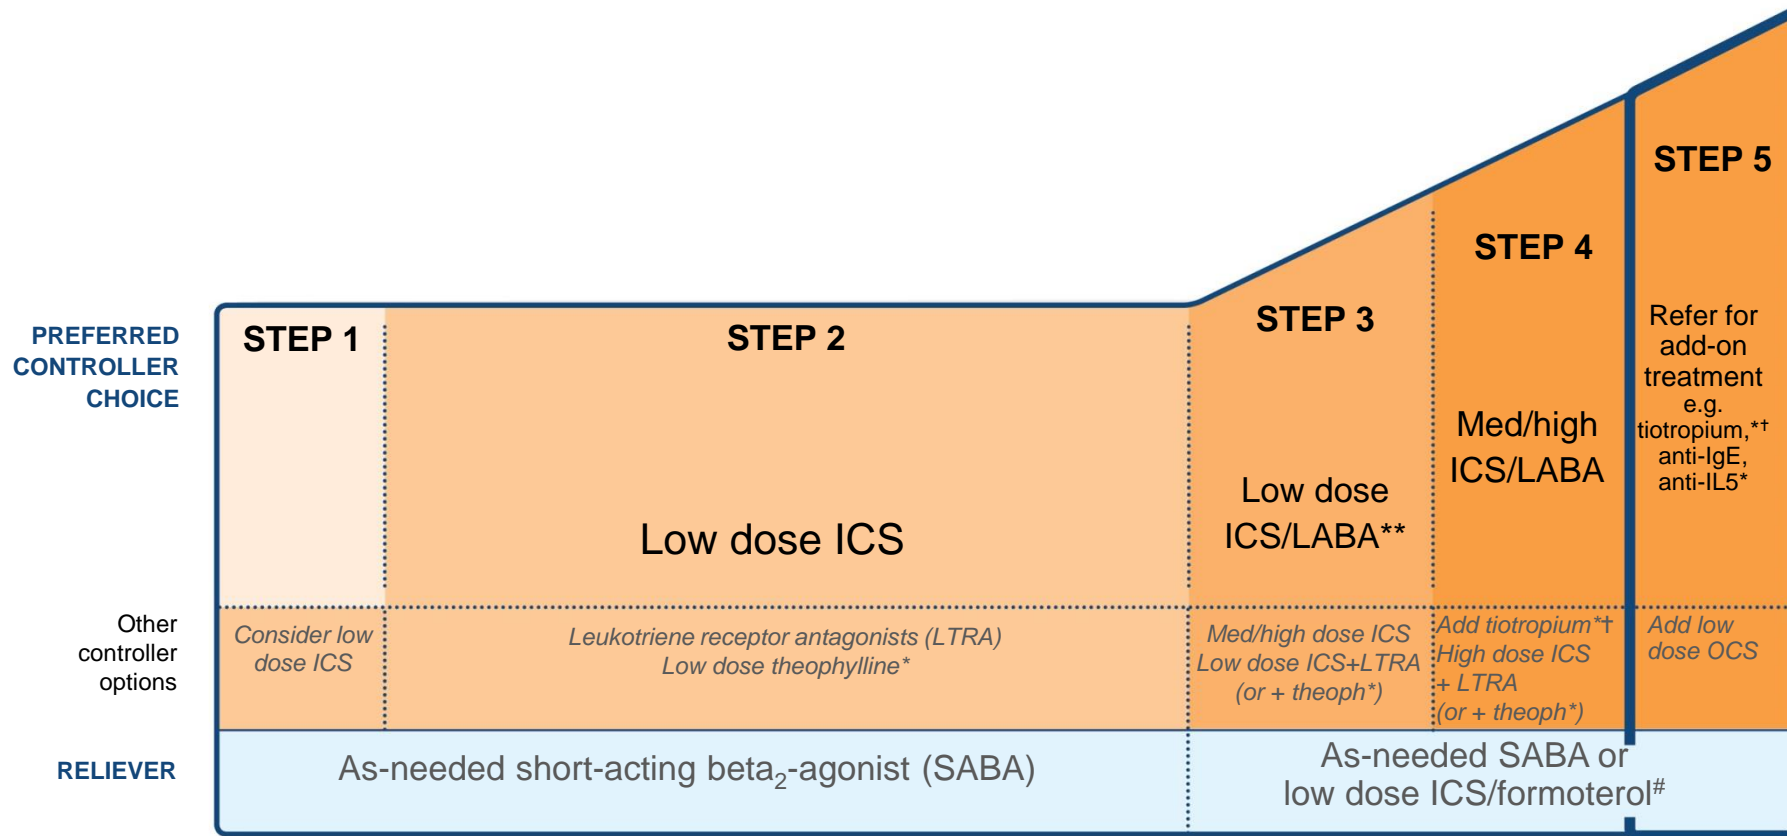 STEP 5
STEP 4
STEP 3
PREFERRED
CONTROLLER
CHOICE
STEP 1
STEP 2
Low dose ICS
Low dose
ICS/LABA**
Med/high
ICS/LABA
Refer for
add-on
treatment
e.g.
tiotropium,*†
anti-IgE,
anti-IL5*
Other
controller
options
Consider low
dose ICS
Leukotriene receptor antagonists (LTRA)
Low dose theophylline*
Med/high dose ICS
Low dose ICS+LTRA
(or + theoph*)
Add tiotropium*†
High dose ICS
+ LTRA
(or + theoph*)
Add low
dose OCS
RELIEVER
As-needed short-acting beta₂-agonist (SABA)
As-needed SABA or
low dose ICS/formoterol#